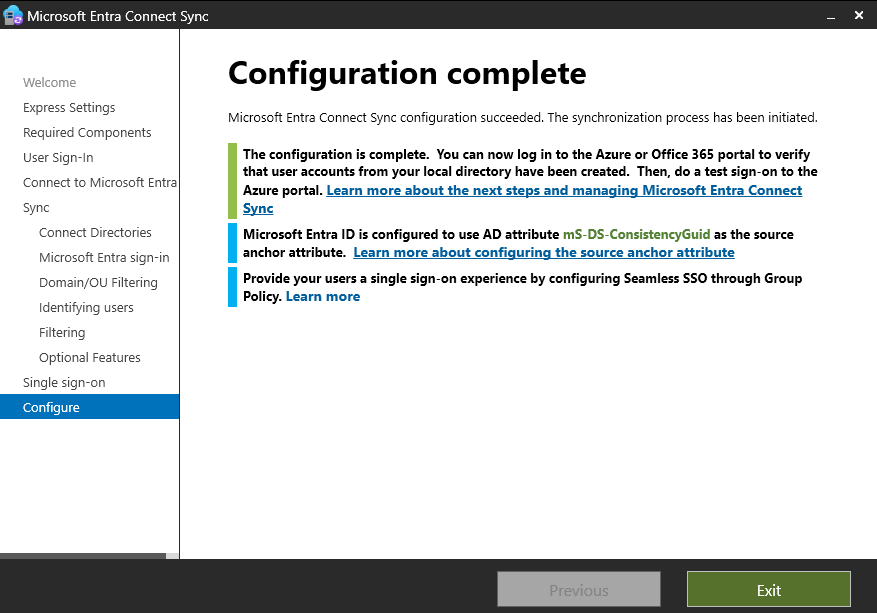 Microsoft Entra Connect Sync
Welcome
Express Settings
Required Components
User Sign-In
Connect to Microsoft Entra
Sync
Connect Directories
Microsoft Entra sign-in
Domain/OU Filtering
Identifying users
Filtering
Optional Features
Single sign-on
Configure
Configuration complete
Microsoft Entra Connect Sync configuration succeeded. The synchronization process has been initiated.
The configuration is complete.  You can now log in to the Azure or Office 365 portal to verify
that user accounts from your local directory have been created.  Then, do a test sign-on to the
Azure portal. Learn more about the next steps and managing Microsoft Entra Connect
Sync
Microsoft Entra ID is configured to use AD attribute mS-DS-ConsistencyGuid as the source
anchor attribute.  Learn more about configuring the source anchor attribute
Provide your users a single sign-on experience by configuring Seamless SSO through Group
Policy. Learn more
Previous
Exit